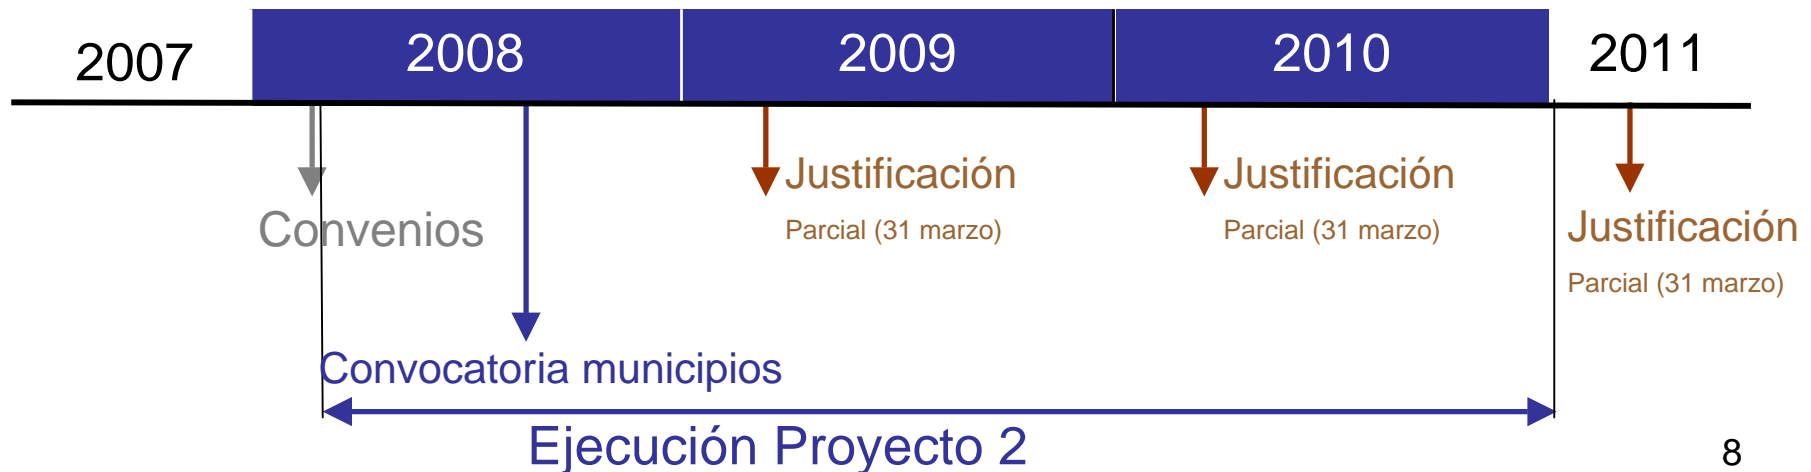 2007
2008
2009
2010
2011
Justificación
Parcial (31 marzo)
Justificación
Parcial (31 marzo)
Justificación
Parcial (31 marzo)
Convenios
Convocatoria municipios
Ejecución Proyecto 2
8